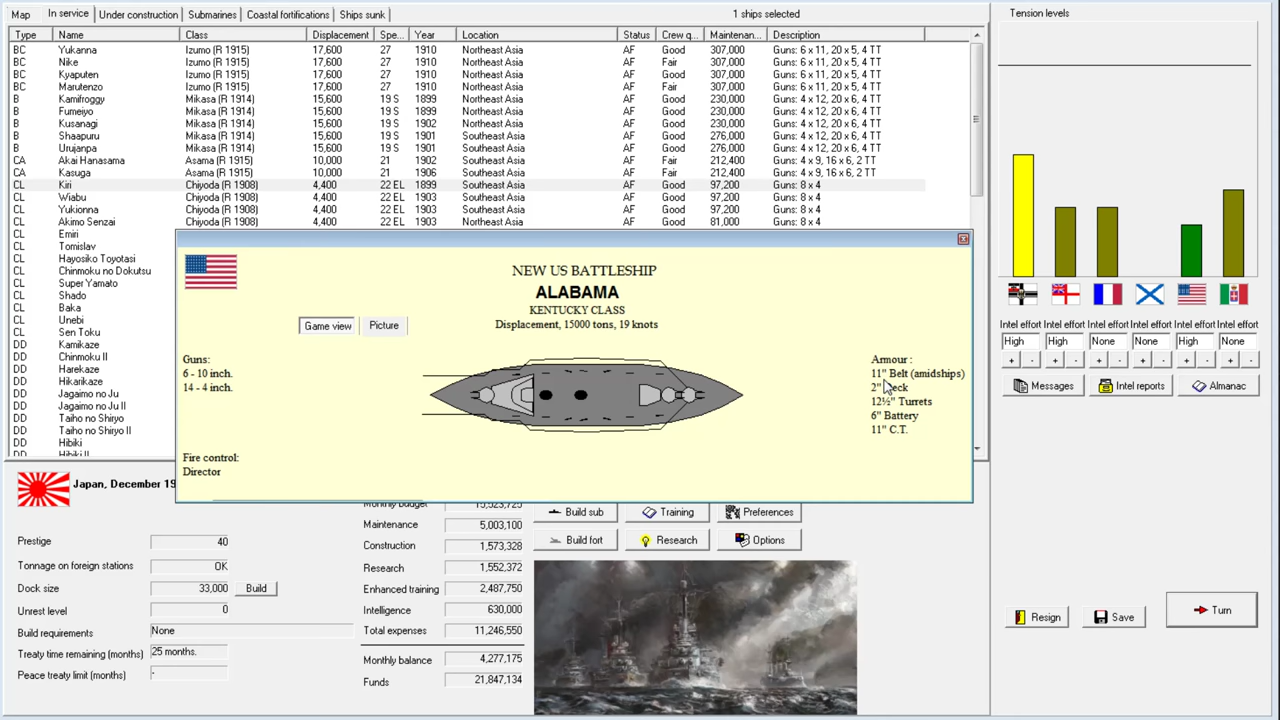 Map In service Under construction Submarines Coastal fortifications Ships sunk 1 ships selected Tension levels
Type Name Class Displacement Spe... Year Location Status Crew q... Maintenan... Description
BC Yukanna Izumo (R 1915) 17,600 27 1910 Northeast Asia AF Good 307,000 Guns: 6 x 11, 20 x 5, 4 TT
BC Nike Izumo (R 1915) 17,600 27 1910 Northeast Asia AF Fair 307,000 Guns: 6 x 11, 20 x 5, 4 TT
BC Kyaputen Izumo (R 1915) 17,600 27 1910 Northeast Asia AF Good 307,000 Guns: 6 x 11, 20 x 5, 4 TT
BC Marutenzo Izumo (R 1915) 17,600 27 1910 Northeast Asia AF Fair 307,000 Guns: 6 x 11, 20 x 5, 4 TT
B Kamifroggy Mikasa (R 1914) 15,600 19 S 1899 Northeast Asia AF Good 230,000 Guns: 4 x 12, 20 x 6, 4 TT
B Fumeiyo Mikasa (R 1914) 15,600 19 S 1899 Northeast Asia AF Good 230,000 Guns: 4 x 12, 20 x 6, 4 TT
B Kusanagi Mikasa (R 1914) 15,600 19 S 1902 Northeast Asia AF Good 230,000 Guns: 4 x 12, 20 x 6, 4 TT
B Shaapuru Mikasa (R 1914) 15,600 19 S 1901 Southeast Asia AF Good 276,000 Guns: 4 x 12, 20 x 6, 4 TT
B Urujanpa Mikasa (R 1914) 15,600 19 S 1901 Southeast Asia AF Good 276,000 Guns: 4 x 12, 20 x 6, 4 TT
CA Akai Hanasama Asama (R 1915) 10,000 21 1902 Southeast Asia AF Fair 212,400 Guns: 4 x 9, 16 x 6, 2 TT
CA Kasuga Asama (R 1915) 10,000 21 1906 Southeast Asia AF Fair 212,400 Guns: 4 x 9, 16 x 6, 2 TT
CL Kiri Chiyoda (R 1908) 4,400 22 EL 1899 Southeast Asia AF Good 97,200 Guns: 8 x 4
CL Wiabu Chiyoda (R 1908) 4,400 22 EL 1903 Southeast Asia AF Good 97,200 Guns: 8 x 4
CL Yukionna Chiyoda (R 1908) 4,400 22 EL 1903 Southeast Asia AF Good 97,200 Guns: 8 x 4
CL Akimo Senzai Chiyoda (R 1908) 4,400 22 EL 1903 Northeast Asia AF Good 81,000 Guns: 8 x 4
CL Emiri
CL Tomislav
CL Hayosiko Toyotasi
CL Chinmoku no Dokutsu
CL Super Yamato
CL Shado
CL Baka
CL Unebi
CL Sen Toku
DD Kamikaze
DD Chinmoku II
DD Harekaze
DD Hikarikaze
DD Jagaimo no Ju
DD Jagaimo no Ju II
DD Taiho no Shiryo
DD Taiho no Shiryo II
DD Hibiki
DD Hibiki II
NEW US BATTLESHIP
ALABAMA
KENTUCKY CLASS
Displacement, 15000 tons, 19 knots
Game view Picture
Guns:
6 - 10 inch.
14 - 4 inch.
Armour :
11" Belt (amidships)
2"
12½" Turrets
6" Battery
11" C.T.
Fire control:
Director
Intel effort Intel effort Intel effort Intel effort Intel effort Intel effort
High High None None High None
+ - + - + - + - + - + -
Messages Intel reports Almanac
Japan, December 19
Prestige 40
Tonnage on foreign stations OK
Dock size 33,000 Build
Unrest level 0
Build requirements None
Treaty time remaining (months) 25 months.
Peace treaty limit (months) -
Monthly budget 15,523,725
Maintenance 5,003,100
Construction 1,573,328
Research 1,552,372
Enhanced training 2,487,750
Intelligence 630,000
Total expenses 11,246,550
Monthly balance 4,277,175
Funds 21,847,134
Build sub Training Preferences
Build fort Research Options
Resign Save Turn